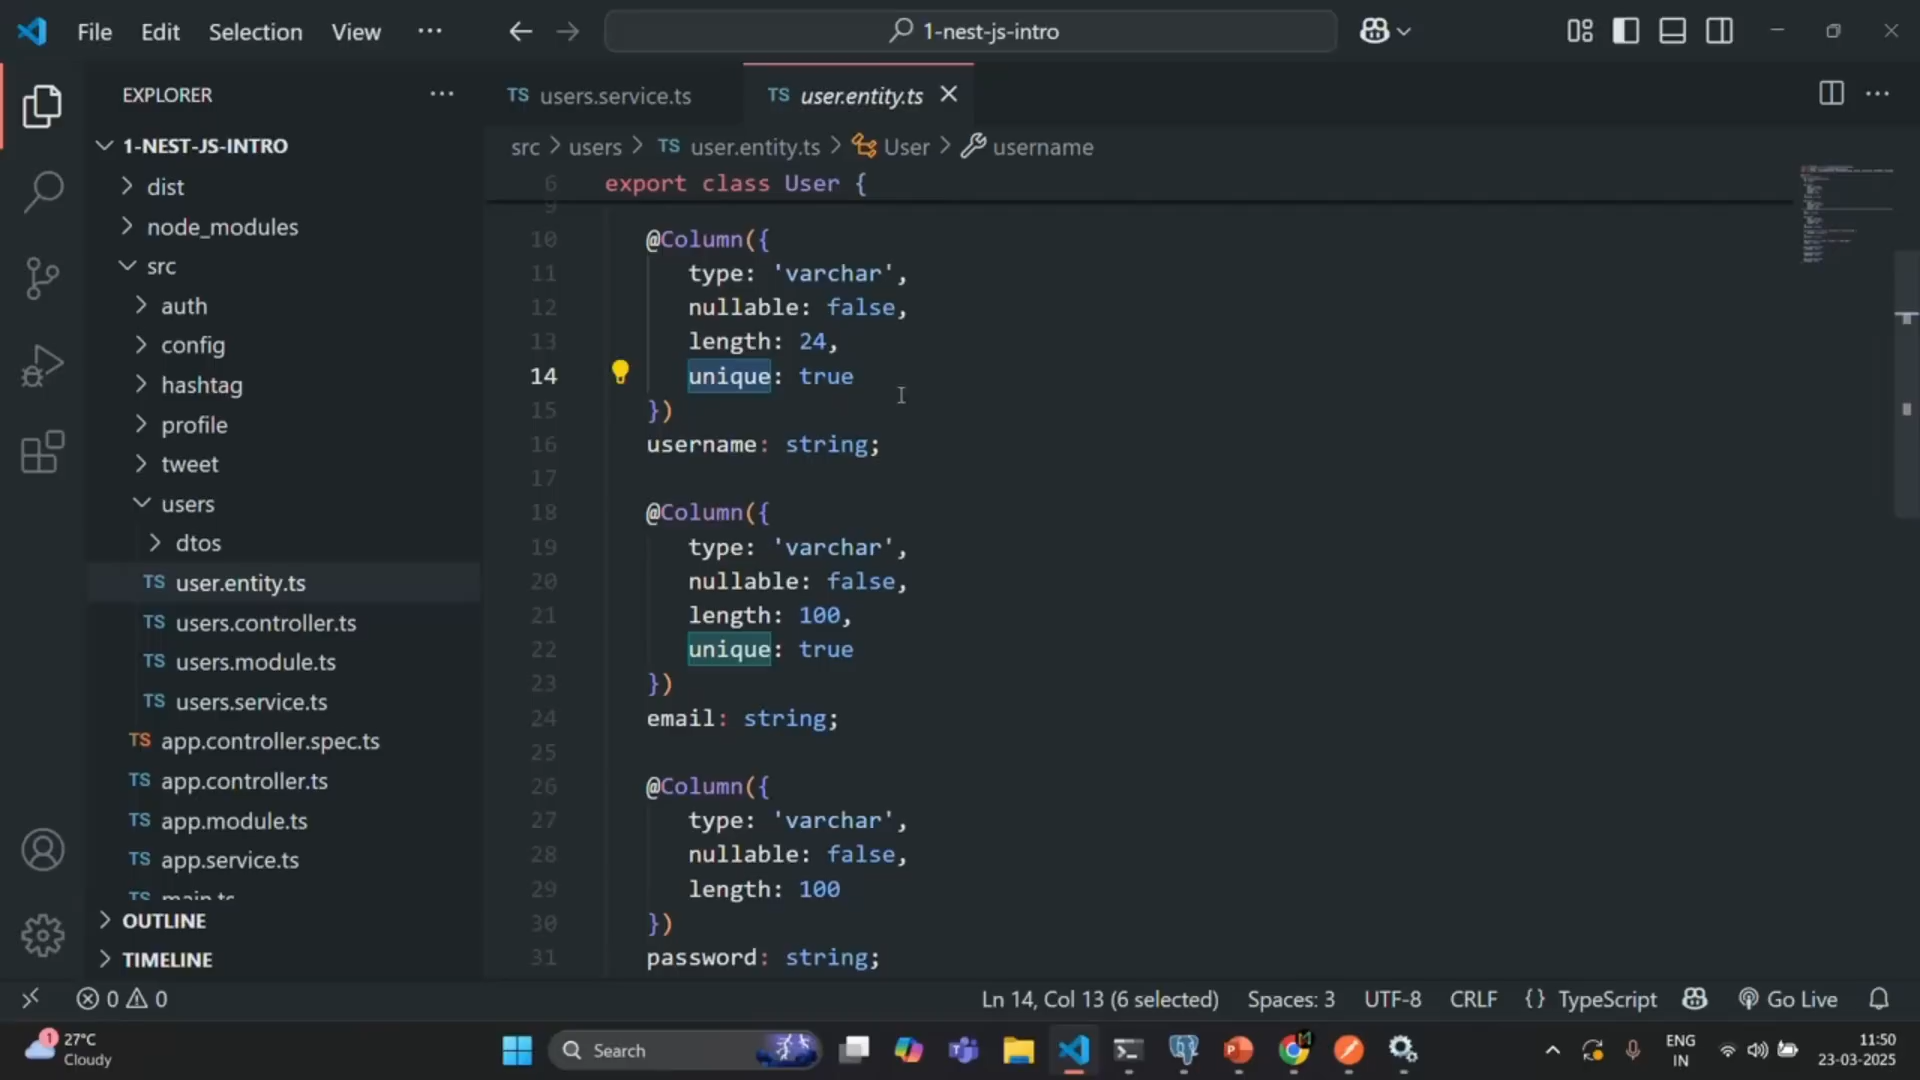 File Edit Selection View ··· 1-nest-js-intro
EXPLORER
1-NEST-JS-INTRO
dist
node_modules
src
auth
config
hashtag
profile
tweet
users
dtos
TS user.entity.ts
TS users.controller.ts
TS users.module.ts
TS users.service.ts
TS app.controller.spec.ts
TS app.controller.ts
TS app.module.ts
TS app.service.ts
TS main.ts
OUTLINE
TIMELINE
TS users.service.ts TS user.entity.ts
src > users > TS user.entity.ts > User > username
6 export class User {
9
10 @Column({
11 type: 'varchar',
12 nullable: false,
13 length: 24,
14 unique: true
15 })
16 username: string;
17
18 @Column({
19 type: 'varchar',
20 nullable: false,
21 length: 100,
22 unique: true
23 })
24 email: string;
25
26 @Column({
27 type: 'varchar',
28 nullable: false,
29 length: 100
30 })
31 password: string;
0 0 Ln 14, Col 13 (6 selected) Spaces: 3 UTF-8 CRLF {} TypeScript Go Live
1 27°C
Cloudy
Search
ENG
IN
11:50
23-03-2025